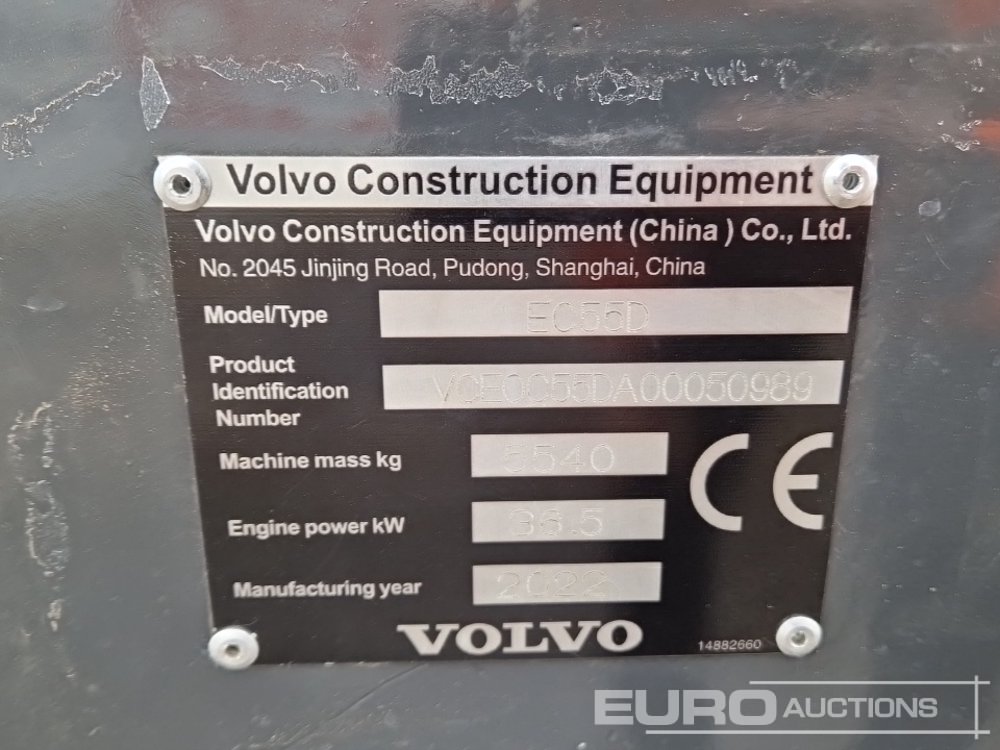 Volvo Construction Equipment
Volvo Construction Equipment (China ) Co., Ltd.
No. 2045 Jinjing Road, Pudong, Shanghai, China
Model/Type EC55D
Product
Identification VCE0C55DA00050989
Number
Machine mass kg 5540
Engine power kW 36.5
Manufacturing year 2022
CE
VOLVO
14882660
EURO AUCTIONS